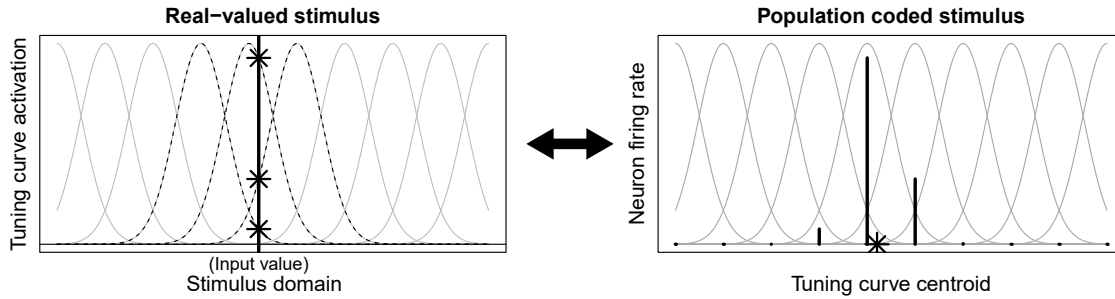 Real−valued stimulus
Tuning curve activation
(Input value)
Stimulus domain
Population coded stimulus
Neuron firing rate
Tuning curve centroid